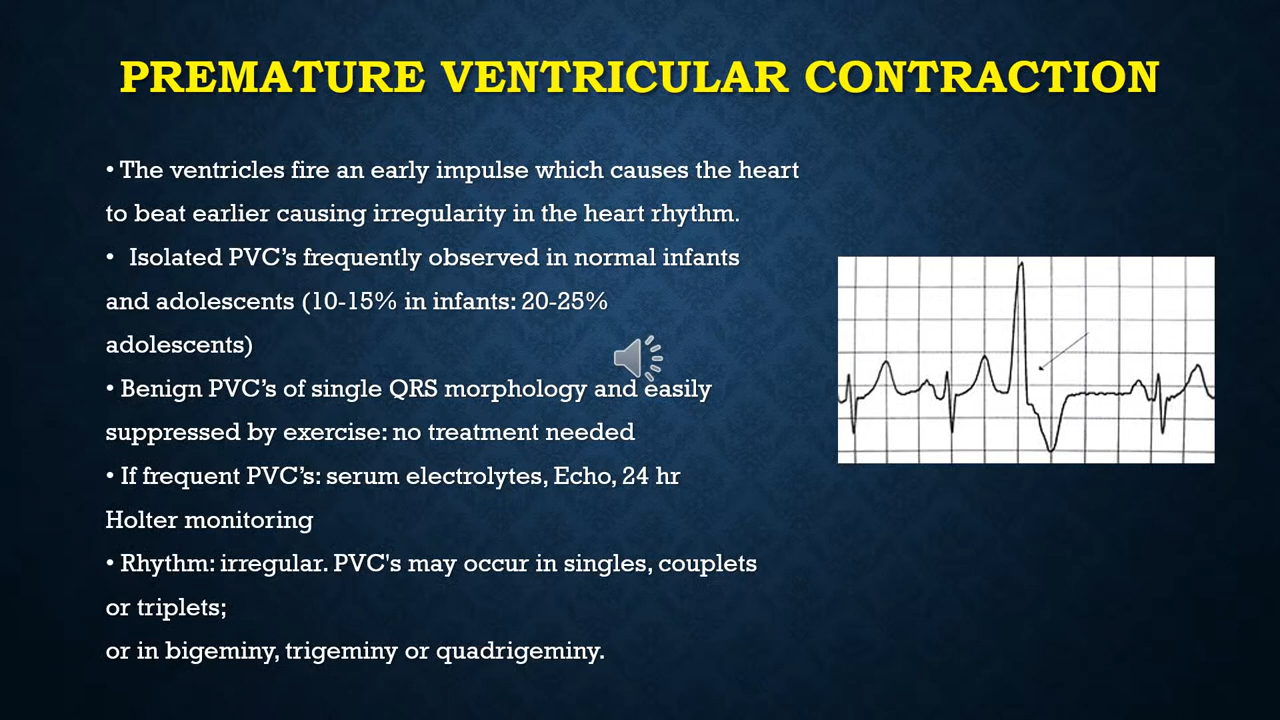 PREMATURE VENTRICULAR CONTRACTION
• The ventricles fire an early impulse which causes the heart
to beat earlier causing irregularity in the heart rhythm.
• Isolated PVC’s frequently observed in normal infants
and adolescents (10-15% in infants: 20-25%
adolescents)
• Benign PVC’s of single QRS morphology and easily
suppressed by exercise: no treatment needed
• If frequent PVC’s: serum electrolytes, Echo, 24 hr
Holter monitoring
• Rhythm: irregular. PVC's may occur in singles, couplets
or triplets;
or in bigeminy, trigeminy or quadrigeminy.